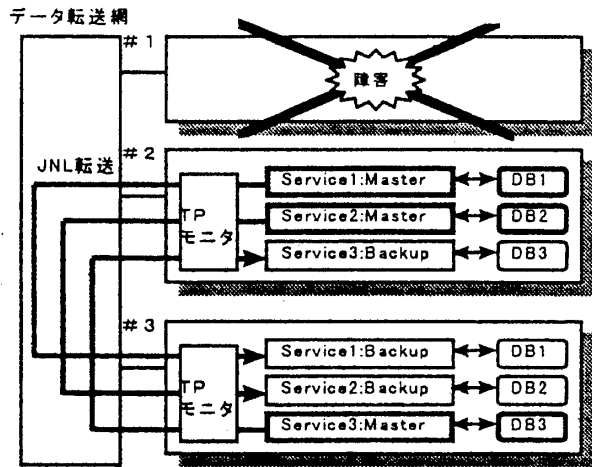 データ転送網
#1
障害
JNL転送
#2
TP
モニタ
Service1:Master
DB1
Service2:Master
DB2
Service3:Backup
DB3
#3
TP
モニタ
Service1:Backup
DB1
Service2:Backup
DB2
Service3:Master
DB3